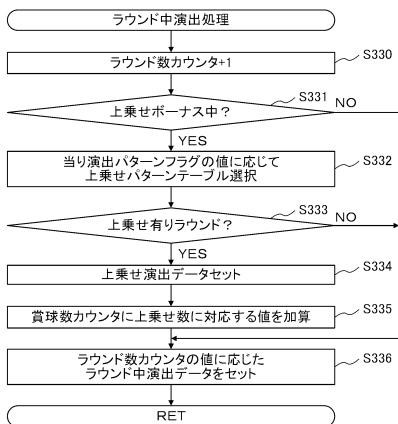 ラウンド中演出処理
ラウンド数カウンタ+1
S330
上乗せボーナス中？
S331
NO
YES
当り演出パターンフラグの値に応じて
上乗せパターンテーブル選択
S332
上乗せ有りラウンド？
S333
NO
YES
上乗せ演出データセット
S334
賞球数カウンタに上乗せ数に対応する値を加算
S335
ラウンド数カウンタの値に応じた
ラウンド中演出データをセット
S336
RET